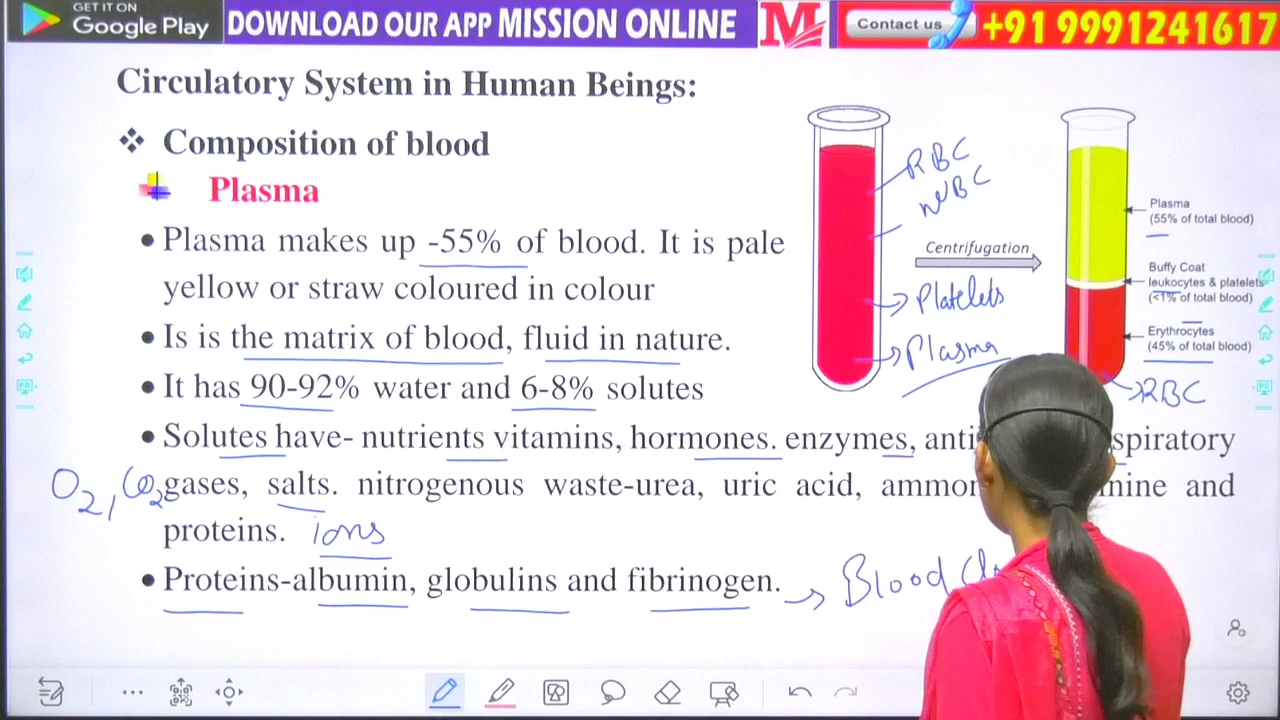 GET IT ON
Google Play
DOWNLOAD OUR APP MISSION ONLINE
M
Contact us
+91 9991241617
Circulatory System in Human Beings:
❖ Composition of blood
Plasma
• Plasma makes up -55% of blood. It is pale
yellow or straw coloured in colour
• Is is the matrix of blood, fluid in nature.
• It has 90-92% water and 6-8% solutes
• Solutes have- nutrients vitamins, hormones. enzymes,
O2, CO2 gases, salts. nitrogenous waste-urea, uric acid, and
proteins. ions
• Proteins-albumin, globulins and fibrinogen. → Blood
RBC
WBC
Platelets
Plasma
Centrifugation
Plasma
(55% of total blood)
Buffy Coat
leukocytes & platelets
(<1% of total blood)
Erythrocytes
(45% of total blood)
RBC